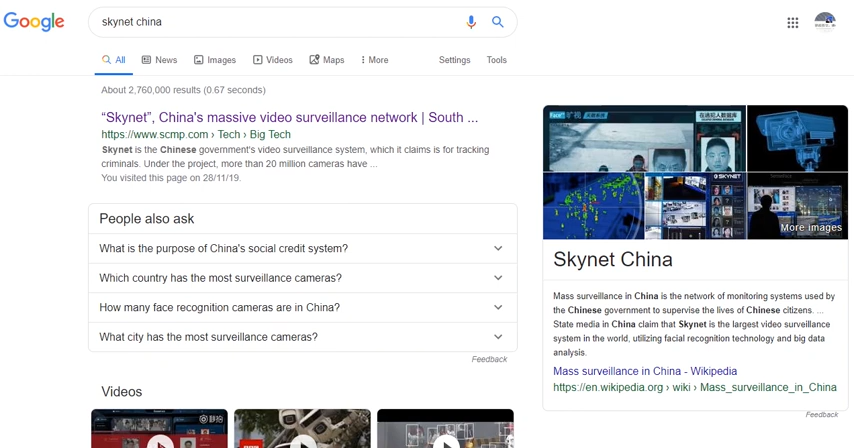 Google
skynet china
All
News
Images
Videos
Maps
More
Settings
Tools
About 2,760,000 results (0.67 seconds)
“Skynet”, China's massive video surveillance network | South ...
https://www.scmp.com › Tech › Big Tech
Skynet is the Chinese government's video surveillance system, which it claims is for tracking
criminals. Under the project, more than 20 million cameras have ...
You visited this page on 28/11/19.
People also ask
What is the purpose of China's social credit system?
Which country has the most surveillance cameras?
How many face recognition cameras are in China?
What city has the most surveillance cameras?
Feedback
Videos
SKYNET
More images
Skynet China
Mass surveillance in China is the network of monitoring systems used by
the Chinese government to supervise the lives of Chinese citizens. ...
State media in China claim that Skynet is the largest video surveillance
system in the world, utilizing facial recognition technology and big data
analysis.
Mass surveillance in China - Wikipedia
https://en.wikipedia.org › wiki › Mass_surveillance_in_China
Feedback